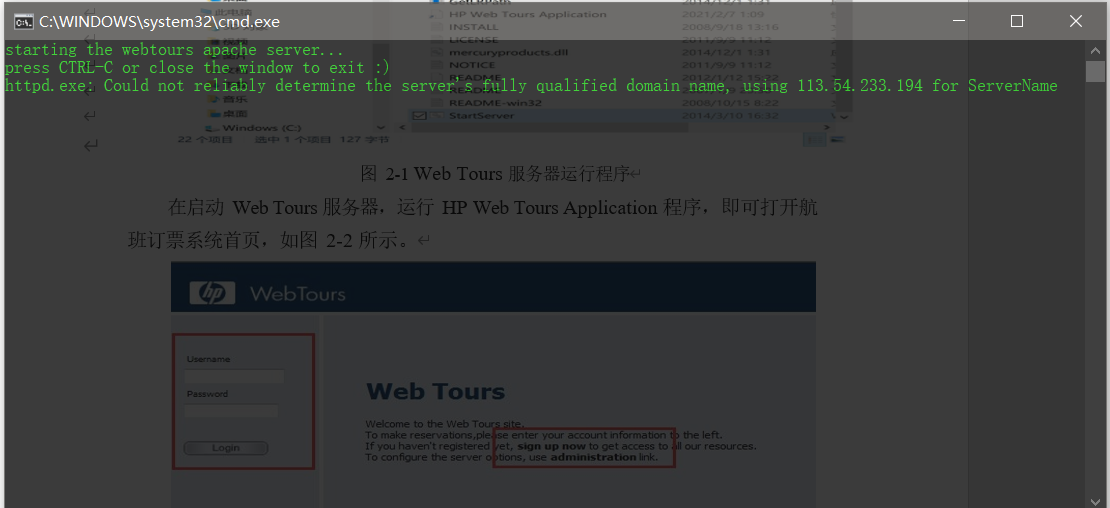 C:\WINDOWS\system32\cmd.exe
starting the webtours apache server...
press CTRL-C or close the window to exit :)
httpd.exe: Could not reliably determine the server's fully qualified domain name, using 113.54.233.194 for ServerName
HP Web Tours Application 2021/2/7 1:09
INSTALL 2008/9/18 13:16
LICENSE 2011/9/9 11:12
mercuryproducts.dll 2014/12/1 1:31
NOTICE 2011/9/9 11:12
README
README-win32 2008/10/15 8:22
音乐
桌面
Windows (C:)
StartServer 2014/3/10 16:32
22 个项目 选中 1 个项目 127 字节
图 2-1 Web Tours 服务器运行程序
在启动 Web Tours 服务器，运行 HP Web Tours Application 程序，即可打开航
班订票系统首页，如图 2-2 所示。
hp WebTours
Username
Password
Login
Web Tours
Welcome to the Web Tours site.
To make reservations,please enter your account information to the left.
If you haven't registered yet, sign up now to get access to all our resources.
To configure the server options, use administration link.